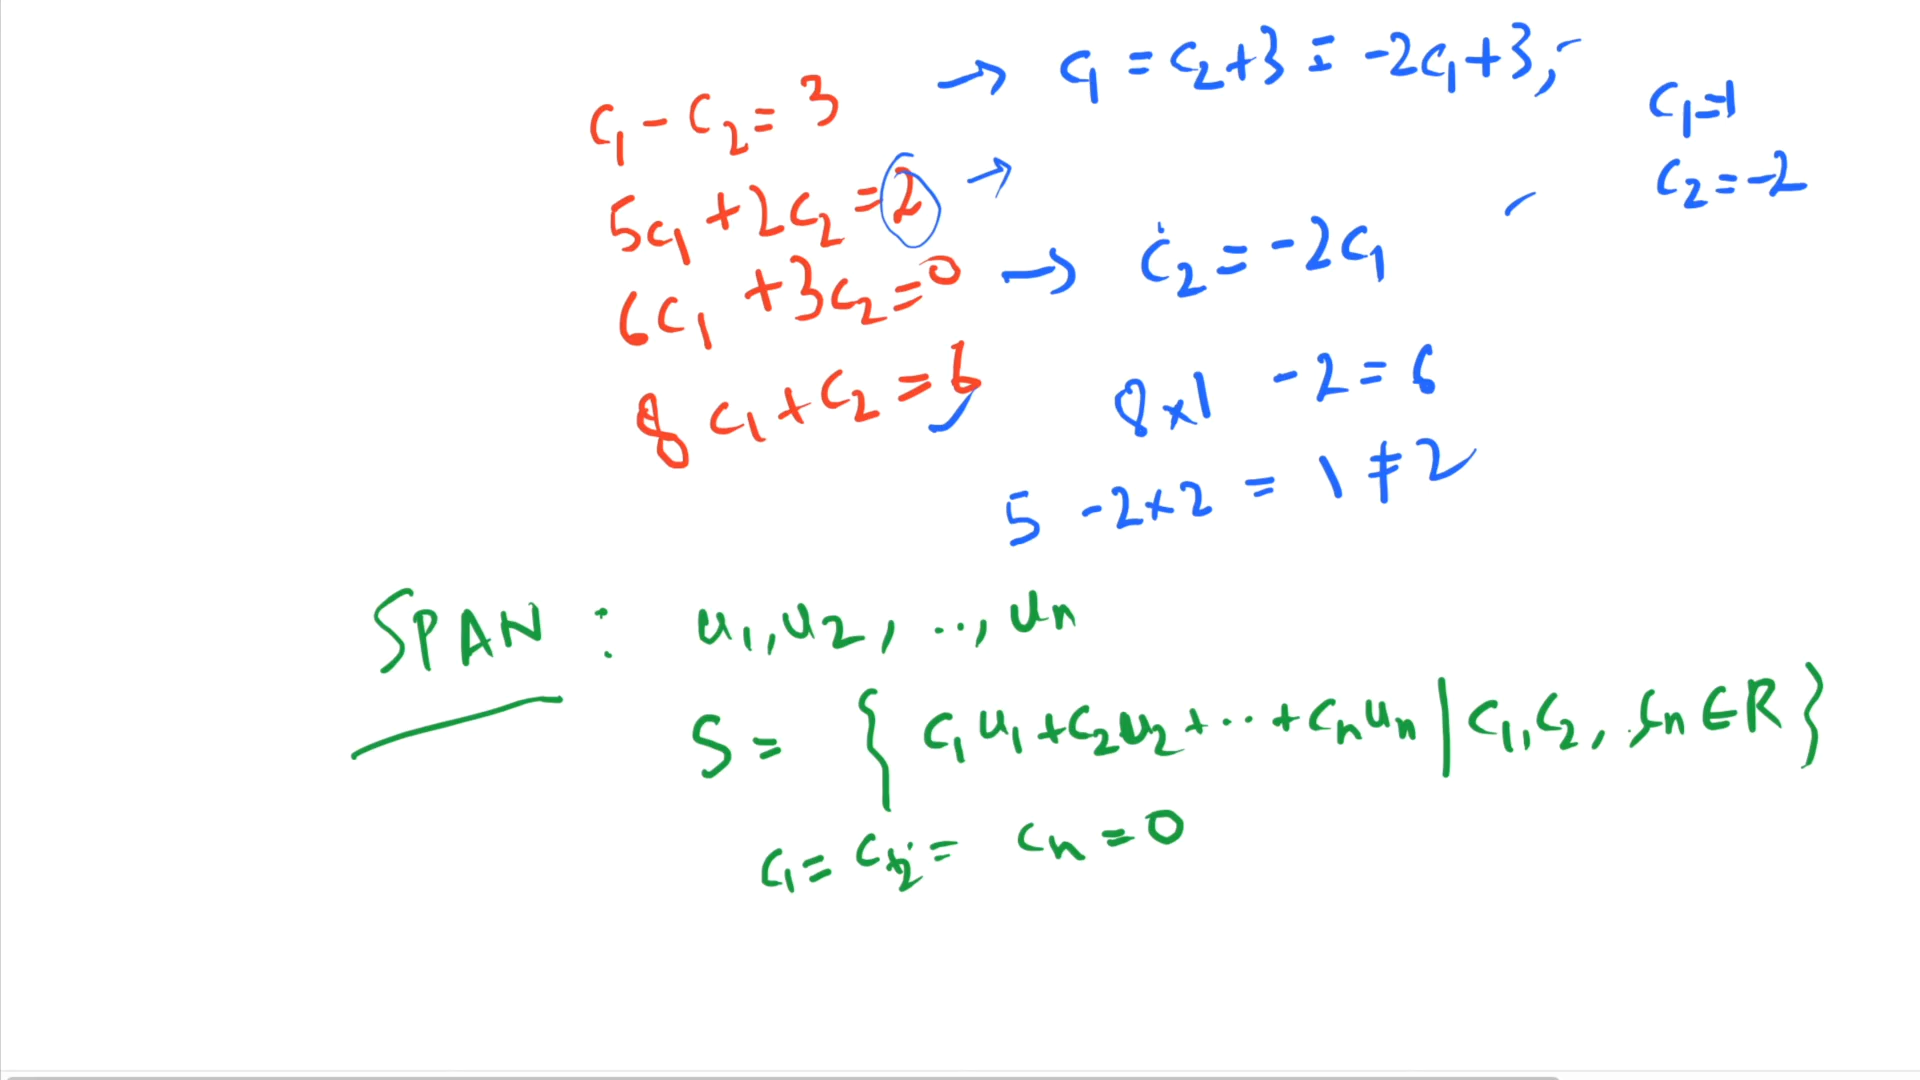 c₁ - c₂ = 3 → c₁ = c₂+3 = -2c₁+3;
c₁=1
5c₁ + 2c₂ = 2 →
c₂ = -2
6c₁ + 3c₂ = 0 → c₂ = -2c₁
8c₁ + c₂ = 6
8×1 - 2 = 6
5 - 2×2 = 1 ≠ 2
SPAN : u₁, u₂, .., uₙ
S = { c₁u₁+c₂u₂+...+cₙuₙ | c₁, c₂, .cₙ ∈ R }
c₁ = c₂ = cₙ = 0